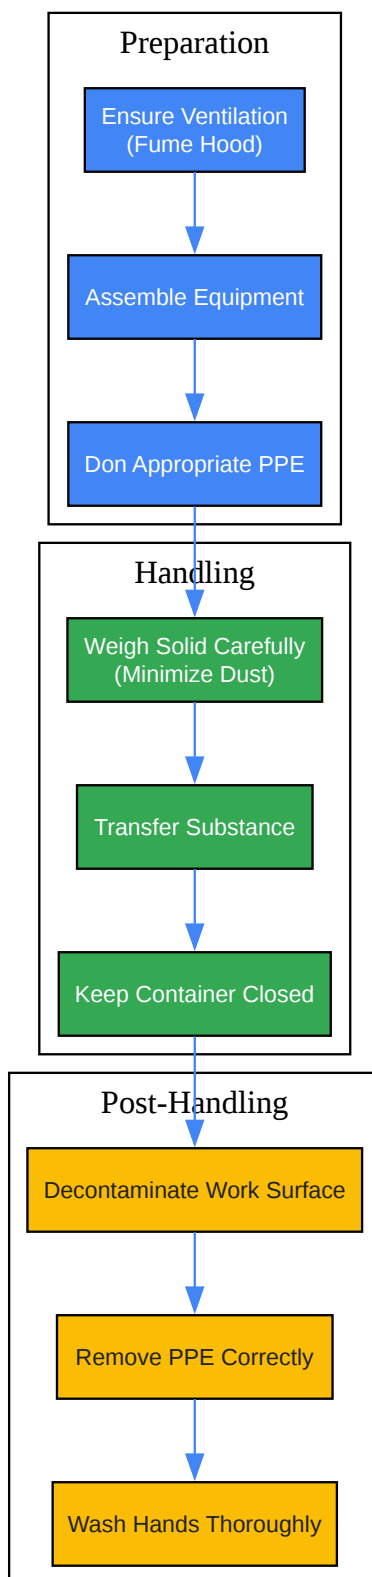 Preparation
Ensure Ventilation
(Fume Hood)
Assemble Equipment
Don Appropriate PPE
Handling
Weigh Solid Carefully
(Minimize Dust)
Transfer Substance
Keep Container Closed
Post-Handling
Decontaminate Work Surface
Remove PPE Correctly
Wash Hands Thoroughly